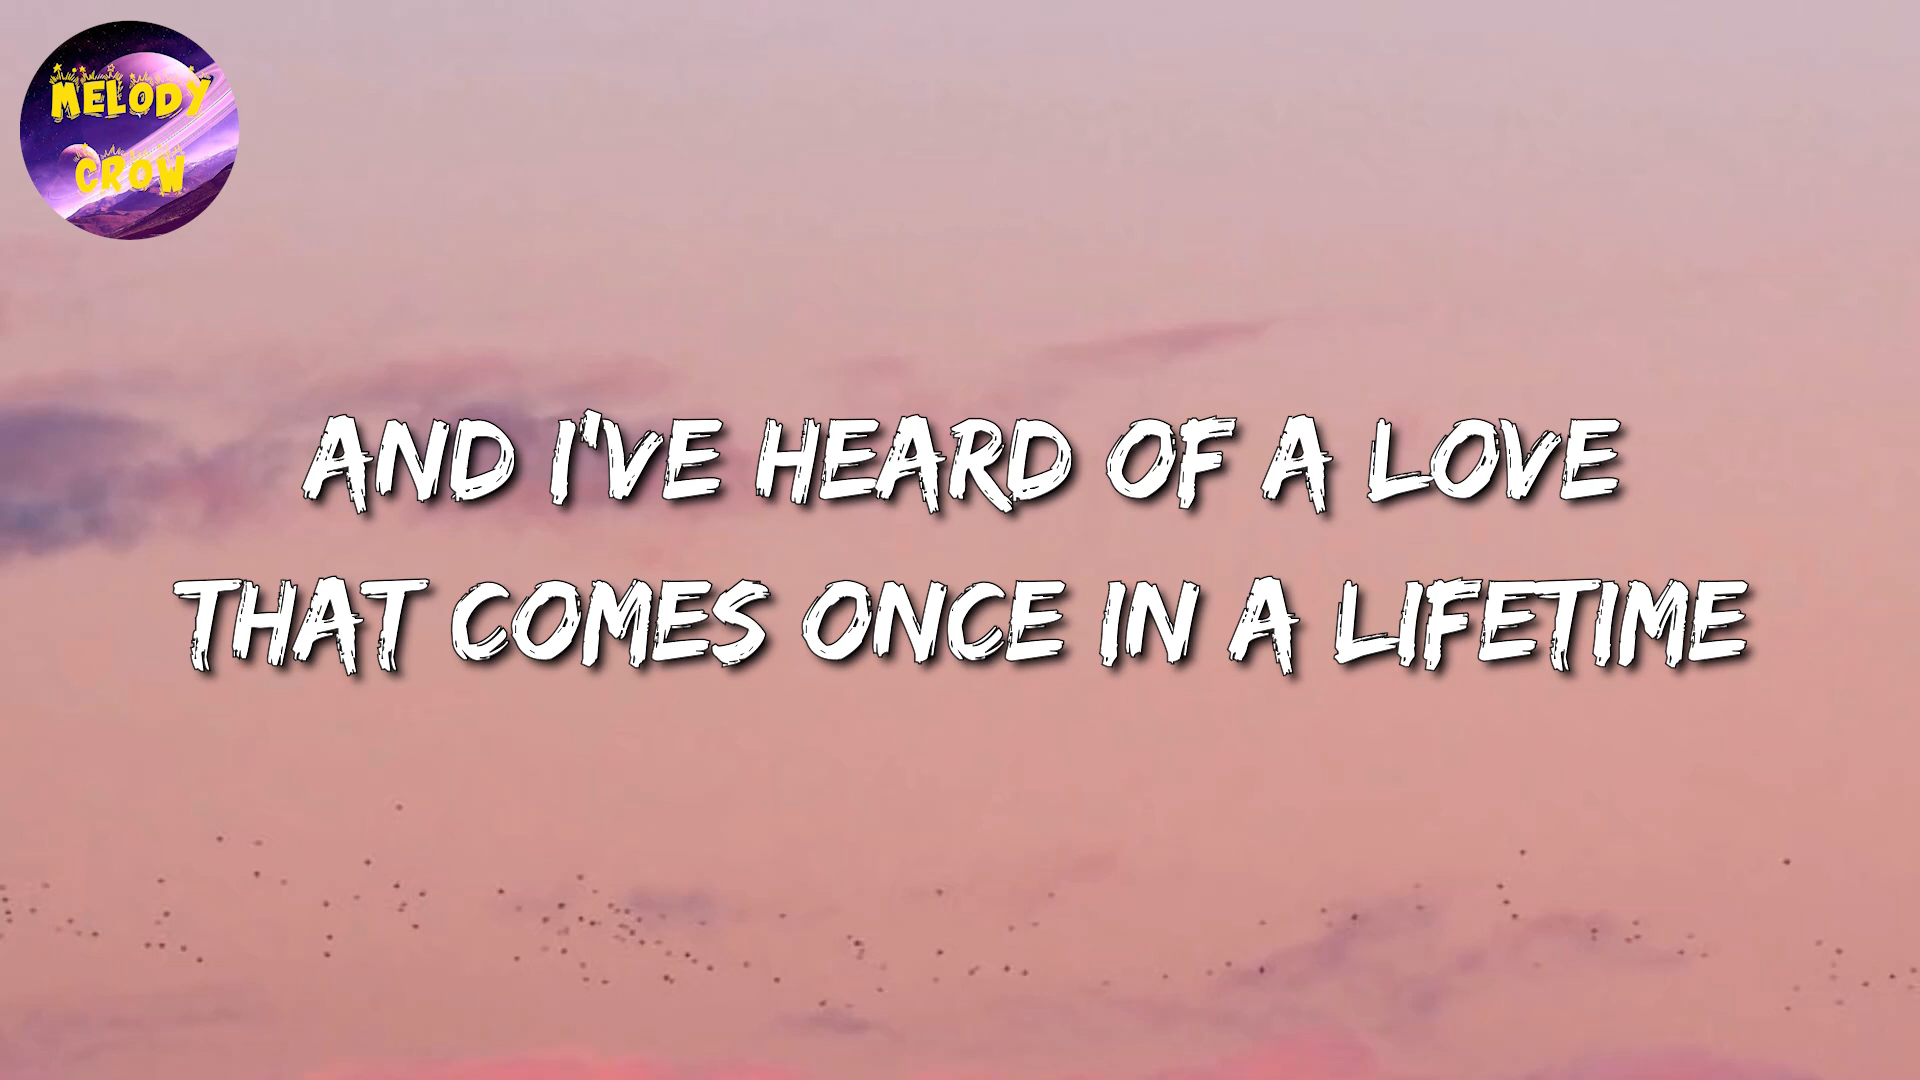 MELODY
CROW
AND I'VE HEARD OF A LOVE
THAT COMES ONCE IN A LIFETIME